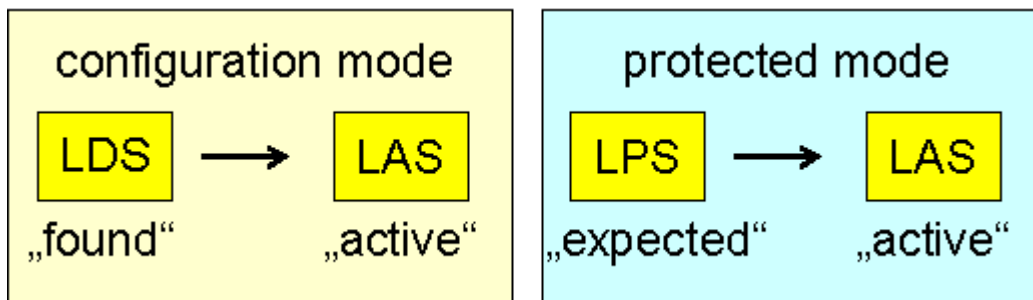 configuration mode
LDS LAS
„found“ „active“
protected mode
LPS LAS
„expected“ „active“